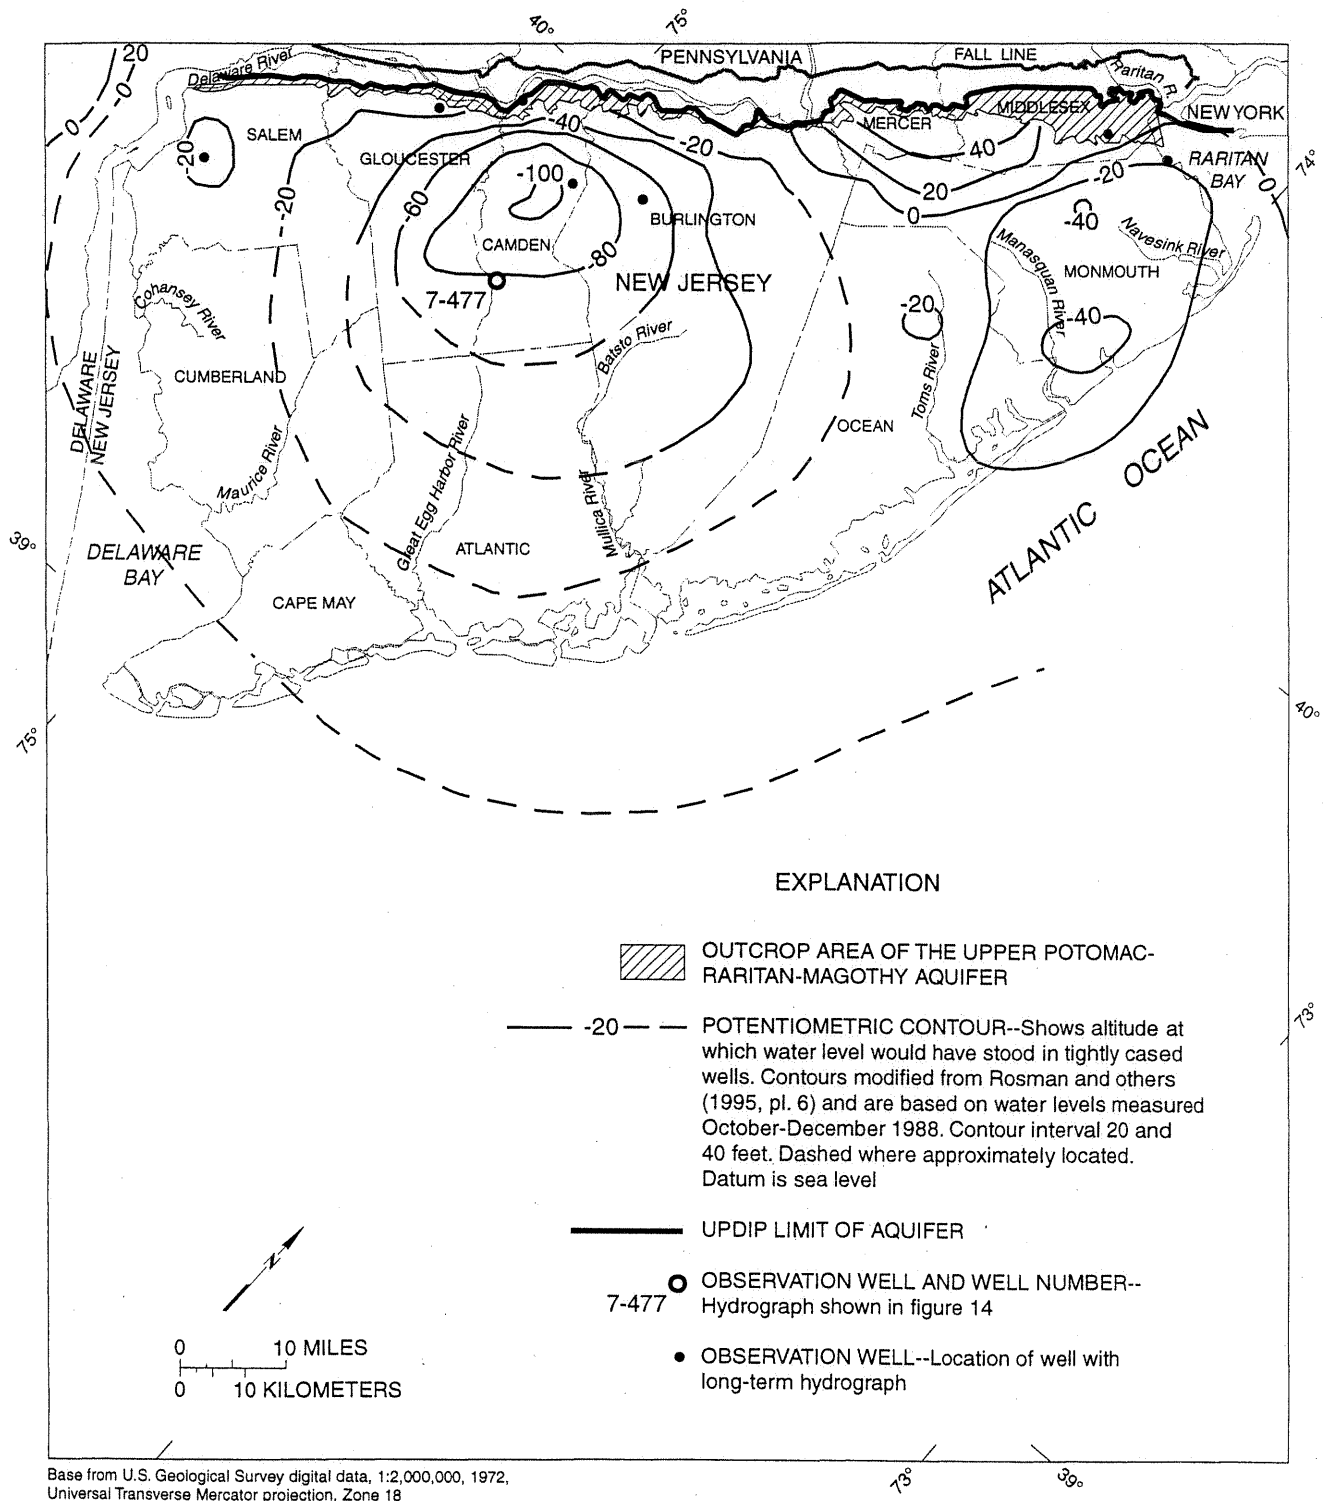 40°
75°
20
0
0
Delaware River
PENNSYLVANIA
FALL LINE
Raritan R.
NEW YORK
MIDDLESEX
MERCER
74°
SALEM
-20
GLOUCESTER
-40
-20
40
20
0
-20
RARITAN
BAY
0
-20
-60
-100
BURLINGTON
CAMDEN
-80
-40
Navesink River
Manasquan River
MONMOUTH
NEW JERSEY
7-477
Cohansey River
-20
-40
Batsto River
Toms River
CUMBERLAND
DELAWARE
NEW JERSEY
OCEAN
Maurice River
Great Egg Harbor River
Mullica River
ATLANTIC OCEAN
39°
DELAWARE
BAY
ATLANTIC
CAPE MAY
75°
40°
EXPLANATION
OUTCROP AREA OF THE UPPER POTOMAC-
RARITAN-MAGOTHY AQUIFER
-20
POTENTIOMETRIC CONTOUR--Shows altitude at
which water level would have stood in tightly cased
wells. Contours modified from Rosman and others
(1995, pl. 6) and are based on water levels measured
October-December 1988. Contour interval 20 and
40 feet. Dashed where approximately located.
Datum is sea level
73°
UPDIP LIMIT OF AQUIFER
7-477
OBSERVATION WELL AND WELL NUMBER--
Hydrograph shown in figure 14
OBSERVATION WELL--Location of well with
long-term hydrograph
N
0 10 MILES
0 10 KILOMETERS
73°
39°
Base from U.S. Geological Survey digital data, 1:2,000,000, 1972,
Universal Transverse Mercator projection, Zone 18